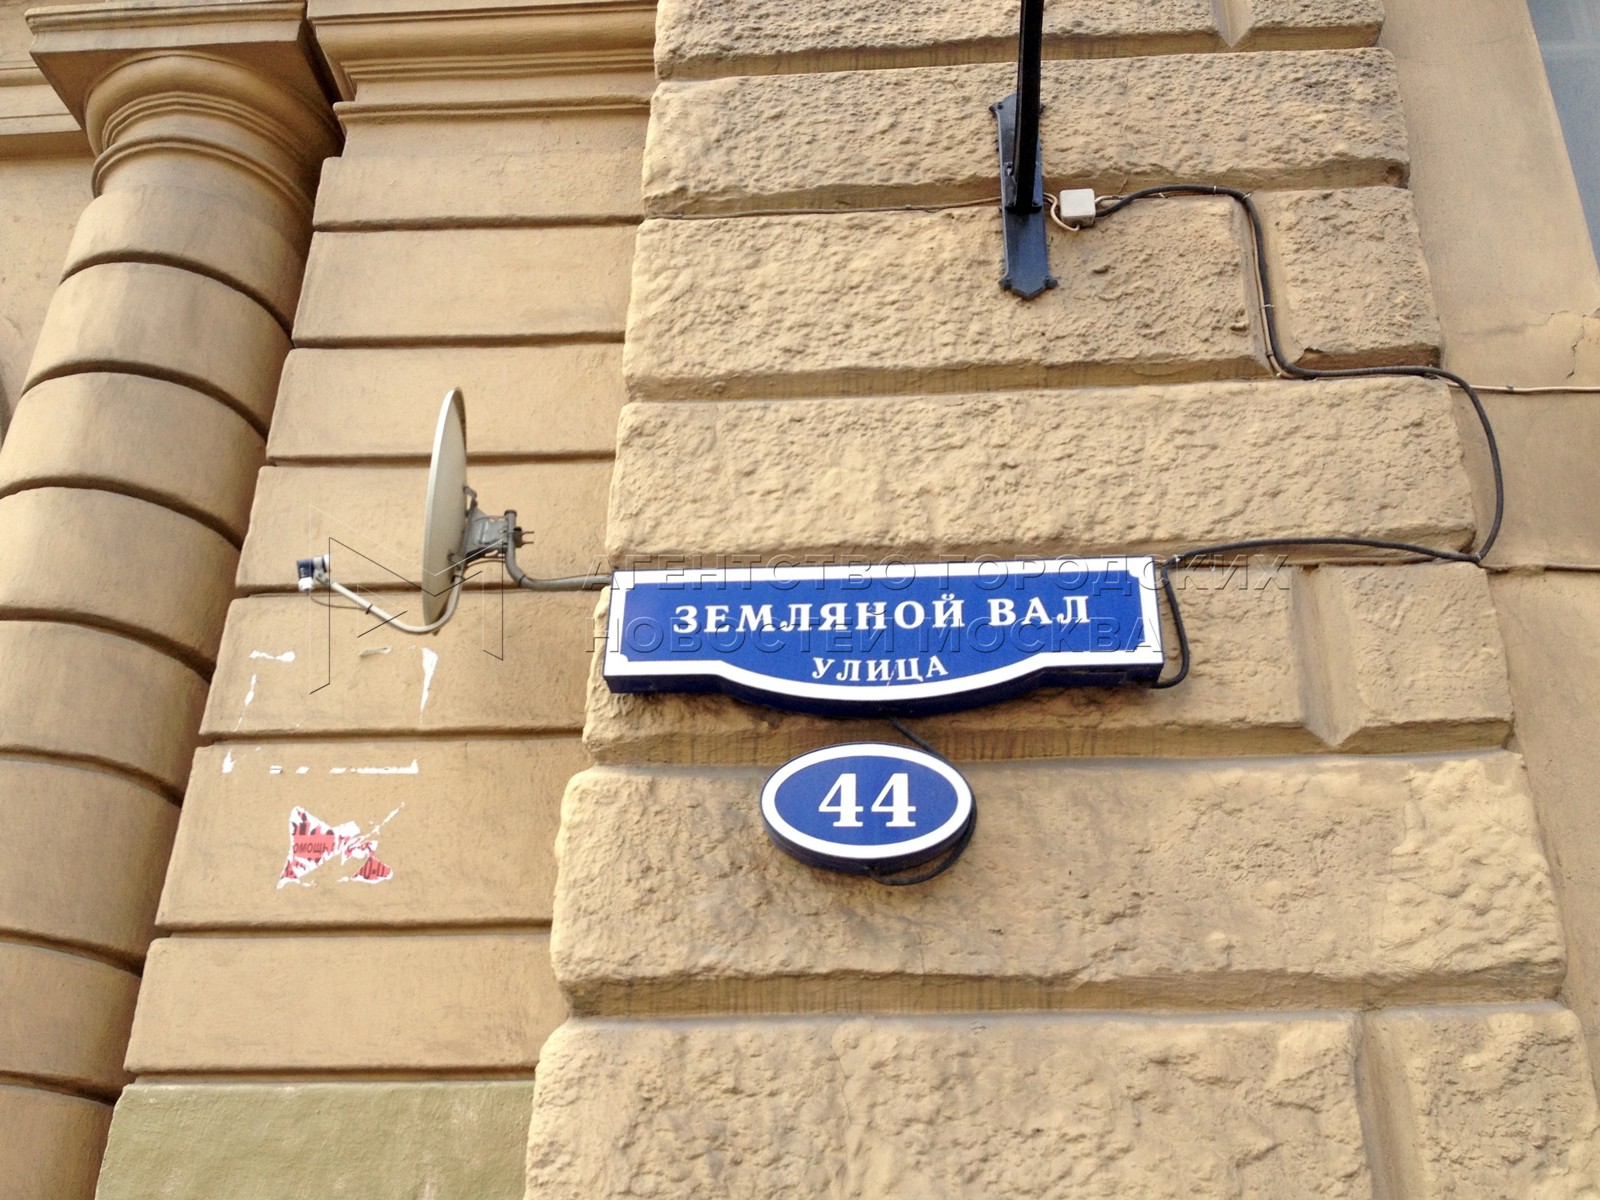 АГЕНТСТВО ГОРОДСКИХ
НОВОСТЕЙ МОСКВА
ЗЕМЛЯНОЙ ВАЛ
УЛИЦА
44